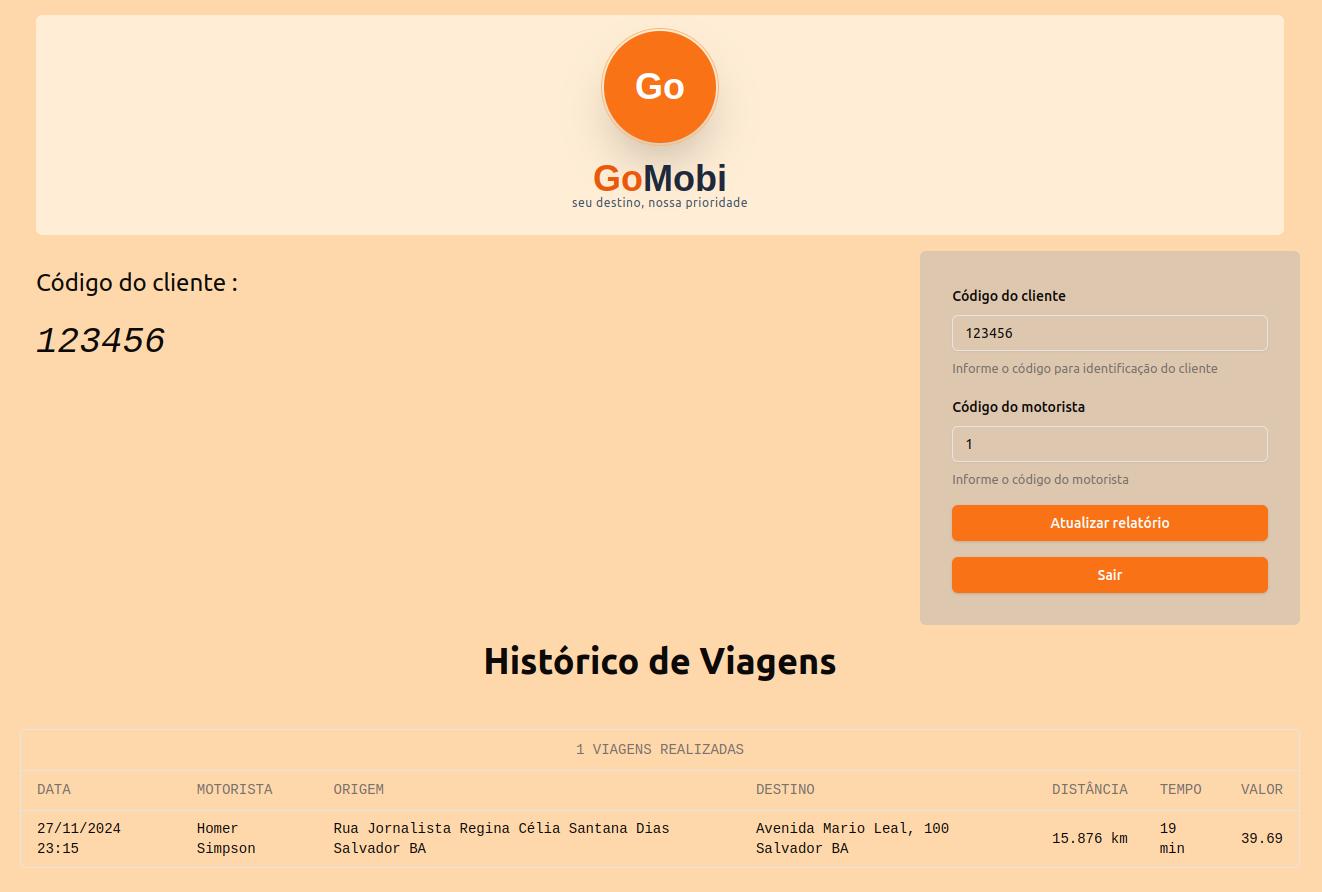 Go
GoMobi
seu destino, nossa prioridade
Código do cliente :
123456
Código do cliente
123456
Informe o código para identificação do cliente
Código do motorista
1
Informe o código do motorista
Atualizar relatório
Sair
Histórico de Viagens
1 VIAGENS REALIZADAS
DATA MOTORISTA ORIGEM DESTINO DISTÂNCIA TEMPO VALOR
27/11/2024 Homer Rua Jornalista Regina Célia Santana Dias Avenida Mario Leal, 100 15.876 km 19 39.69
23:15 Simpson Salvador BA Salvador BA min